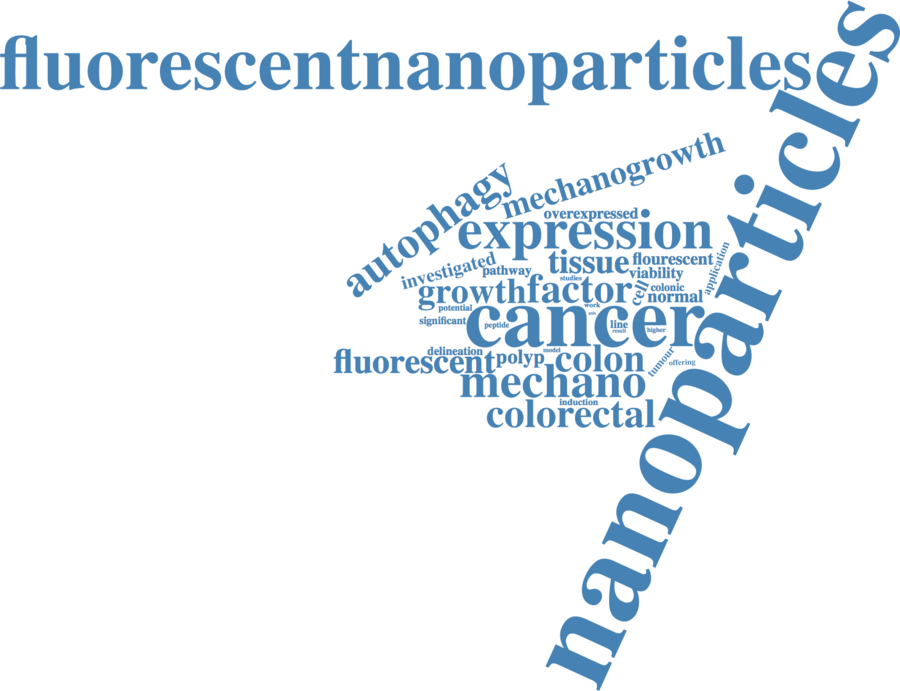 fluorescentnanoparticles
nanoparticles
mechanogrowth
autophagy
overexpressed
expression
investigated
pathway
tissue
flourescent
viability
application
studies
growthfactor
cell
colonic
normal
potential
work
axis
cancer
significant
peptide
line
result
higher
delineation
model
fluorescent
polyp
colon
tumour
offering
mechano
induction
colorectal